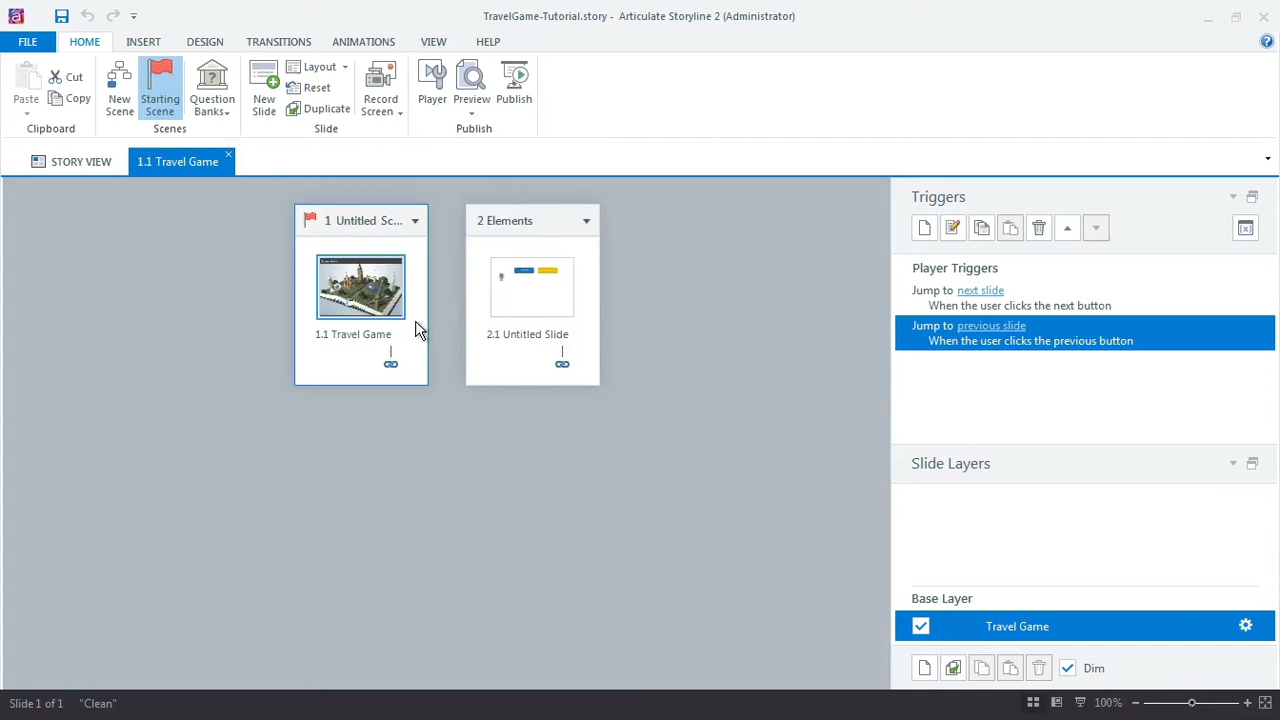 TravelGame-Tutorial.story - Articulate Storyline 2 (Administrator)
FILE HOME INSERT DESIGN TRANSITIONS ANIMATIONS VIEW HELP
Paste
Cut
Copy
Clipboard
New Scene
Starting Scene
Question Banks
Scenes
New Slide
Layout
Reset
Duplicate
Slide
Record Screen
Player
Preview
Publish
Publish
STORY VIEW
1.1 Travel Game
1 Untitled Sc...
1.1 Travel Game
2 Elements
2.1 Untitled Slide
Triggers
Player Triggers
Jump to next slide
When the user clicks the next button
Jump to previous slide
When the user clicks the previous button
Slide Layers
Base Layer
Travel Game
Dim
Slide 1 of 1 "Clean"
100%